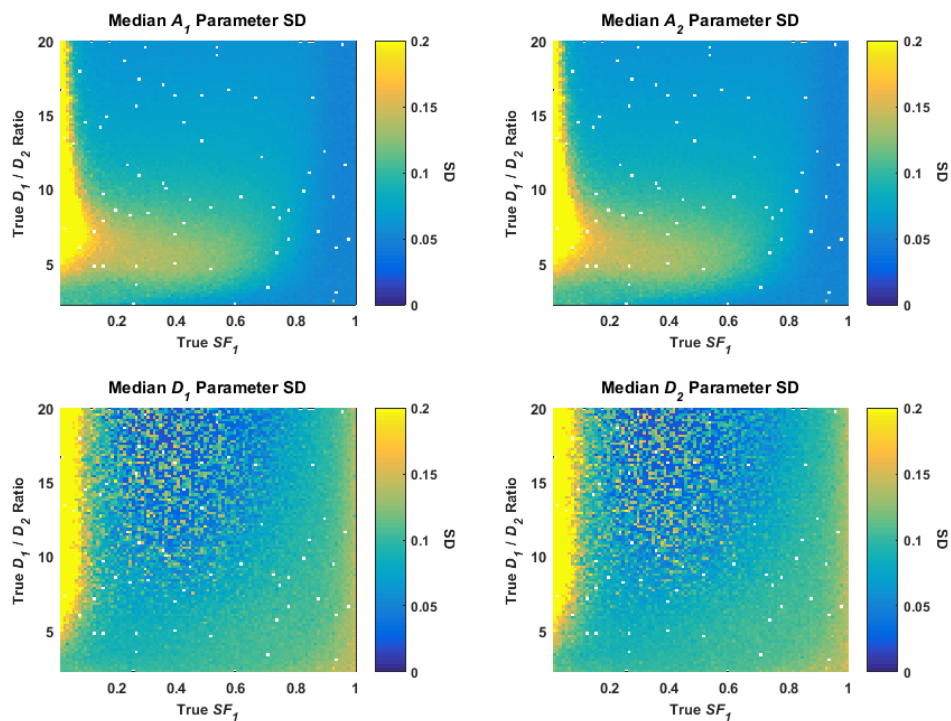 Median A1 Parameter SD
20
15
10
5
True D1 / D2 Ratio
0.2 0.4 0.6 0.8 1
True SF1
0.2
0.15
0.1
0.05
0
SD
Median A2 Parameter SD
20
15
10
5
True D1 / D2 Ratio
0.2 0.4 0.6 0.8 1
True SF1
0.2
0.15
0.1
0.05
0
SD
Median D1 Parameter SD
20
15
10
5
True D1 / D2 Ratio
0.2 0.4 0.6 0.8 1
True SF1
0.2
0.15
0.1
0.05
0
SD
Median D2 Parameter SD
20
15
10
5
True D1 / D2 Ratio
0.2 0.4 0.6 0.8 1
True SF1
0.2
0.15
0.1
0.05
0
SD